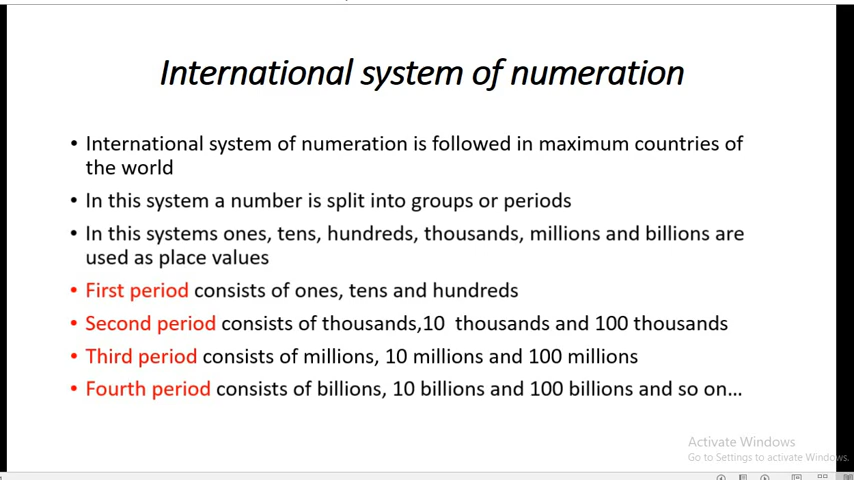 International system of numeration
• International system of numeration is followed in maximum countries of
the world
• In this system a number is split into groups or periods
• In this systems ones, tens, hundreds, thousands, millions and billions are
used as place values
• First period consists of ones, tens and hundreds
• Second period consists of thousands,10  thousands and 100 thousands
• Third period consists of millions, 10 millions and 100 millions
• Fourth period consists of billions, 10 billions and 100 billions and so on…
Activate Windows
Go to Settings to activate Windows.